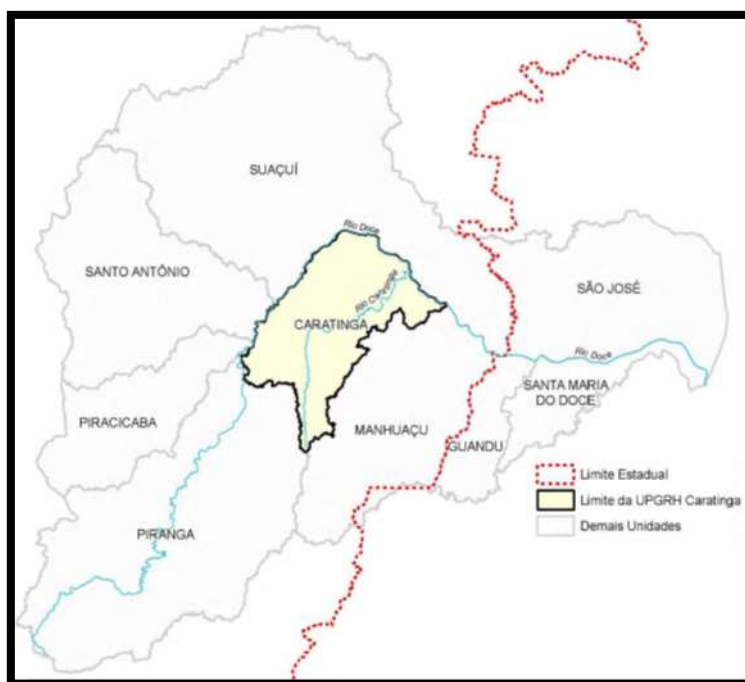 SUAÇUÍ
Rio Doce
SANTO ANTÔNIO
SÃO JOSÉ
Rio Caratinga
CARATINGA
Rio Doce
SANTA MARIA
DO DOCE
PIRACICABA
MANHUAÇU
GUANDU
Limite Estadual
Limite da UPGRH Caratinga
Demais Unidades
PIRANGA